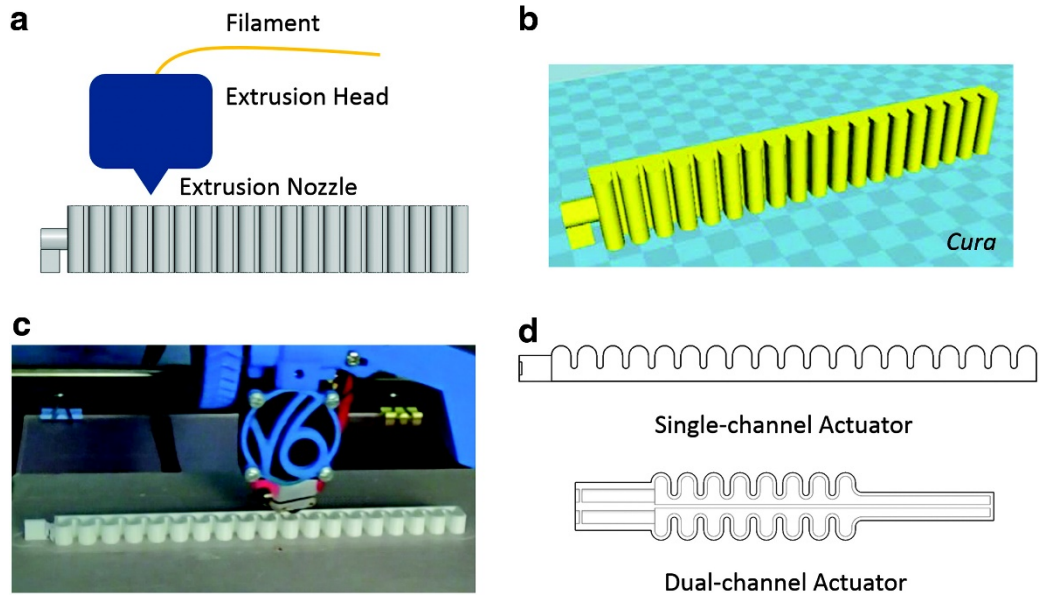 a
Filament
Extrusion Head
Extrusion Nozzle
b
Cura
c
V6
d
Single-channel Actuator
Dual-channel Actuator